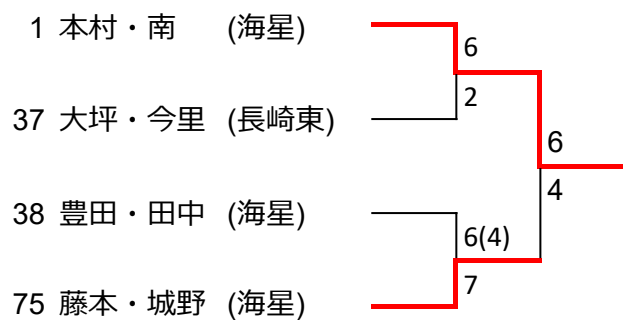 1 本村・南 (海星)
6
2
37 大坪・今里 (長崎東)
6
4
38 豊田・田中 (海星)
6(4)
7
75 藤本・城野 (海星)